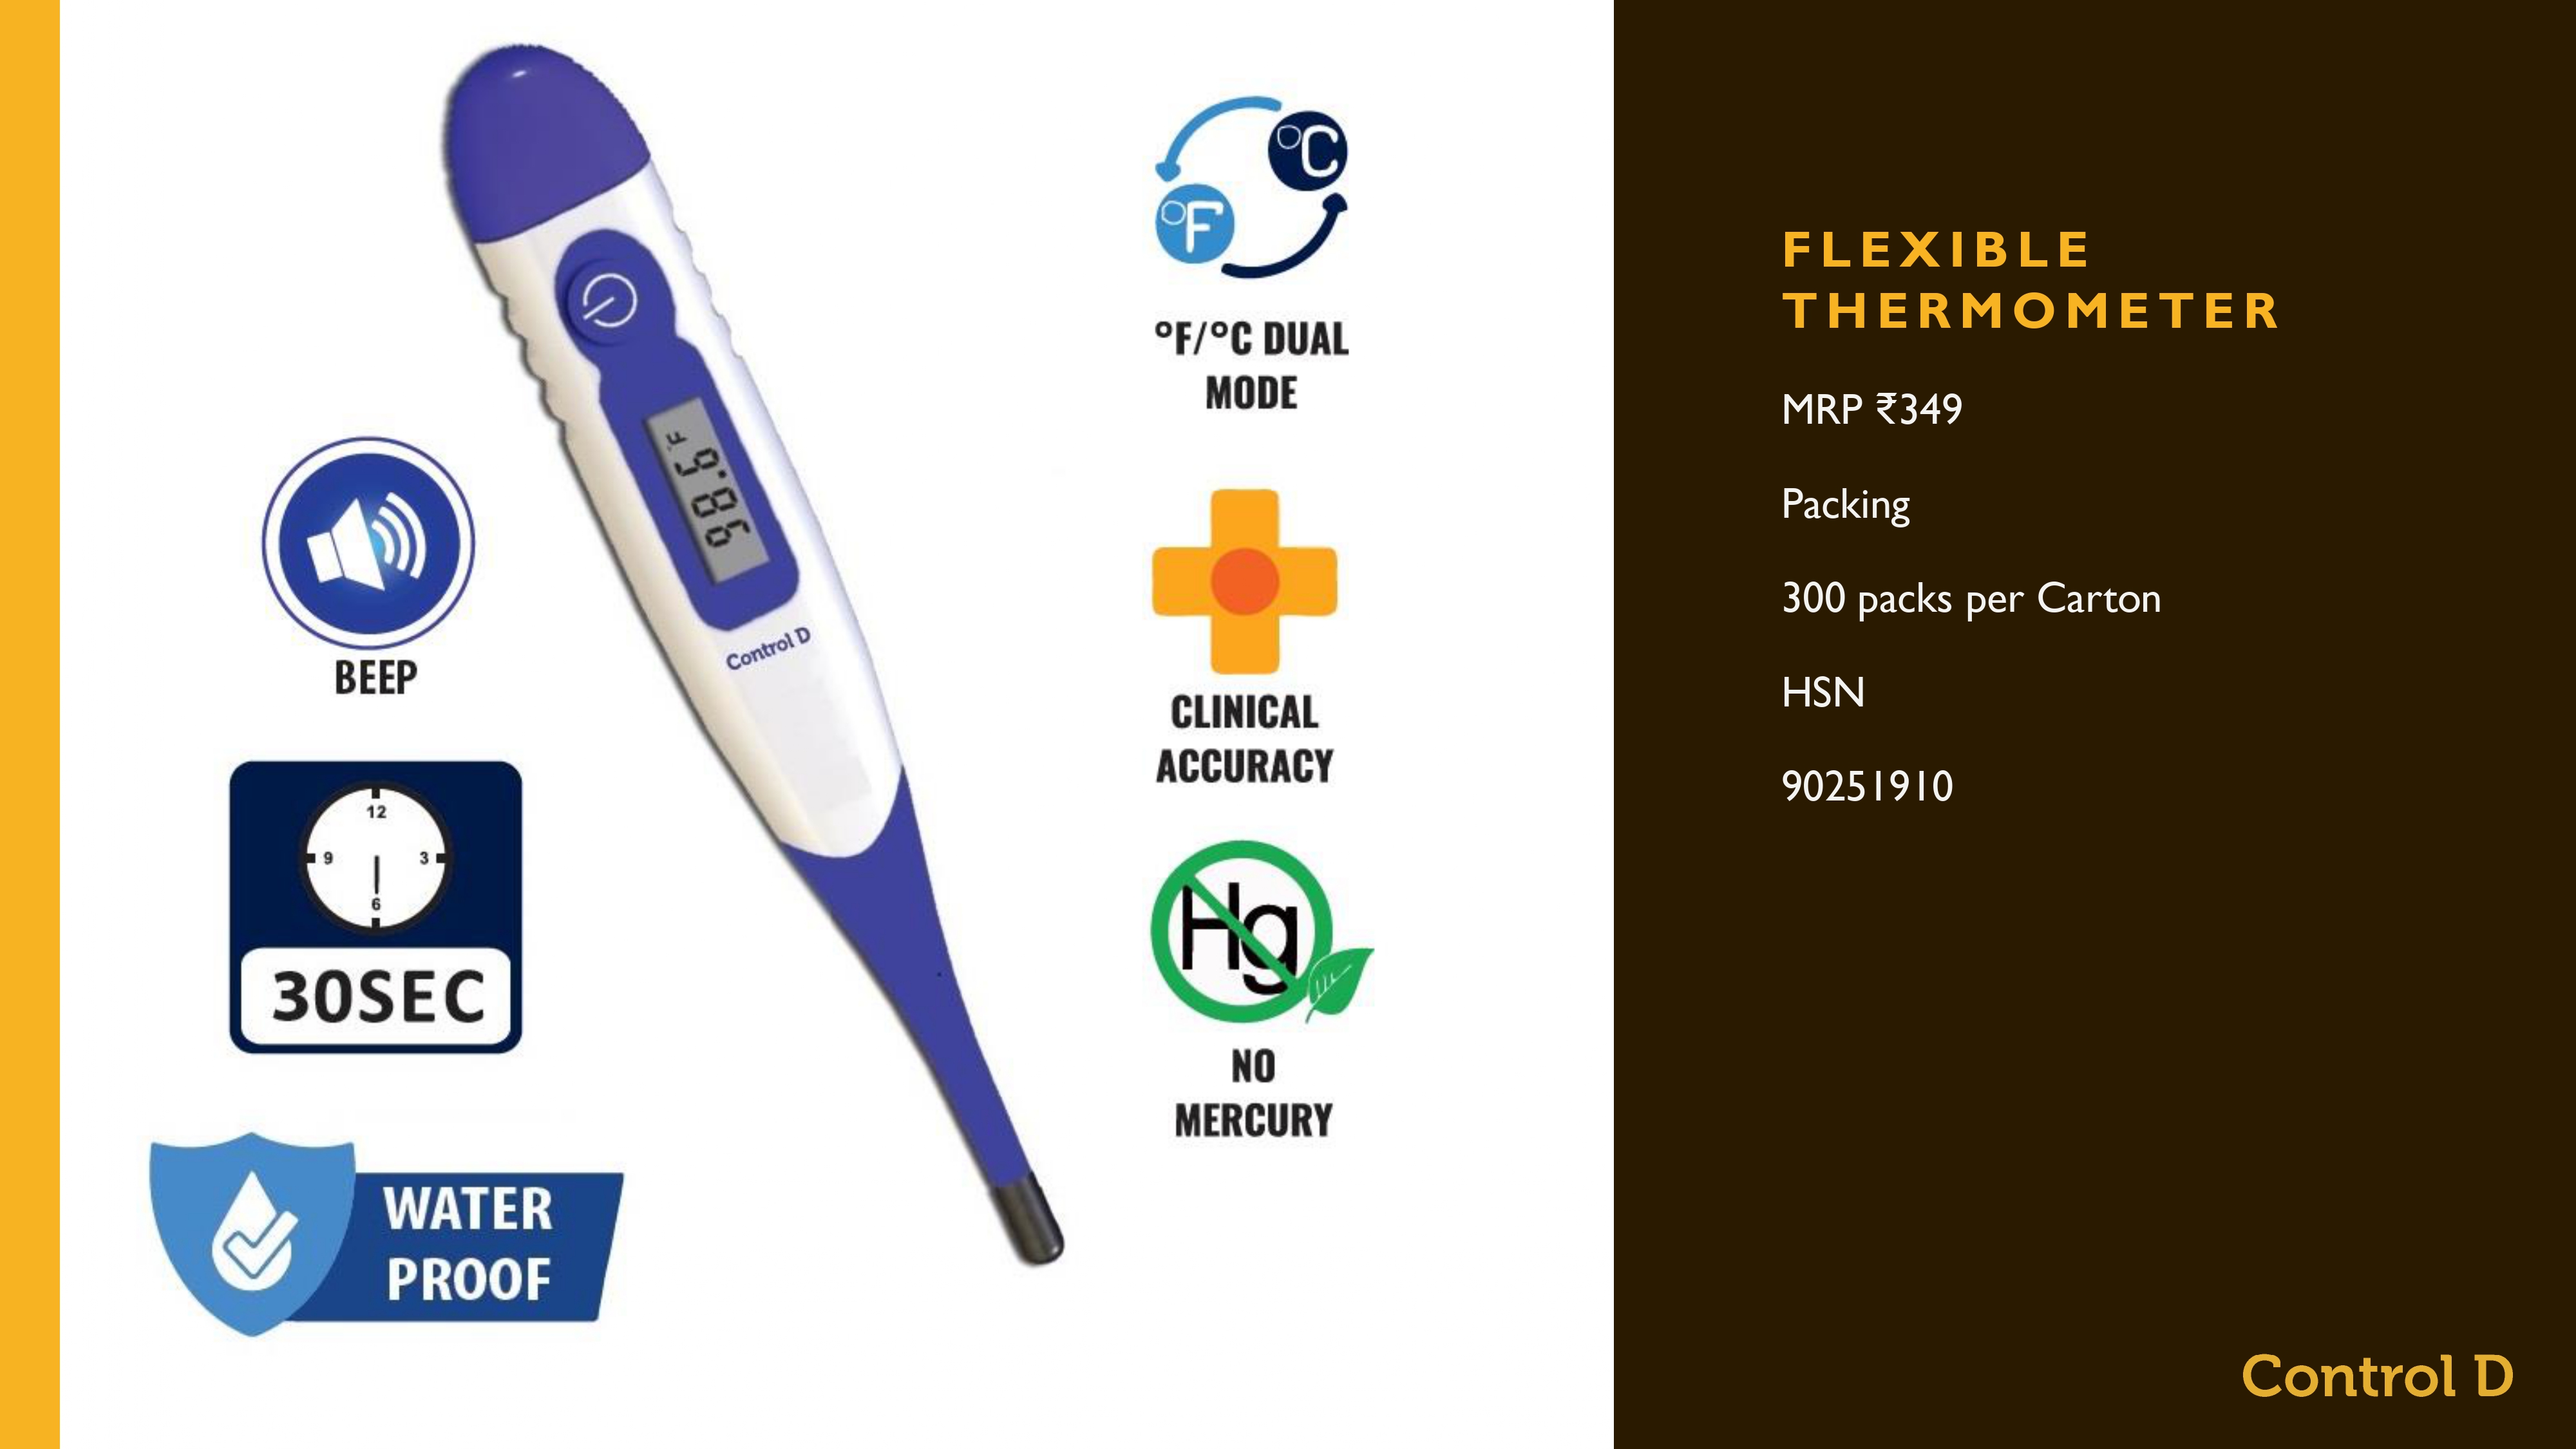 °C
°F
°F/°C DUAL
MODE
98.6 °F
Control D
BEEP
CLINICAL
ACCURACY
12
9 3
6
30SEC
Hg
NO
MERCURY
WATER
PROOF
FLEXIBLE
THERMOMETER
MRP ₹349
Packing
300 packs per Carton
HSN
90251910
Control D